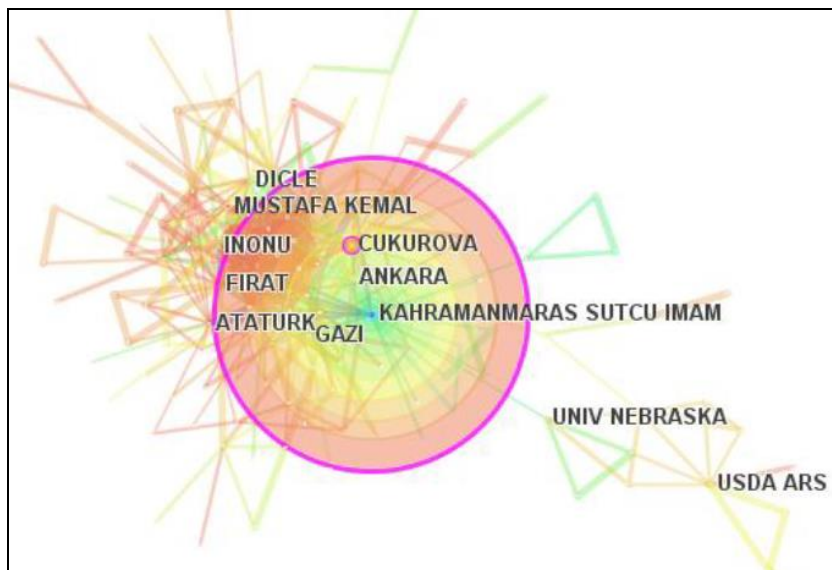 DICLE
MUSTAFA KEMAL
INONU
CUKUROVA
FIRAT
ANKARA
ATATURK
GAZI
KAHRAMANMARAS SUTCU IMAM
UNIV NEBRASKA
USDA ARS